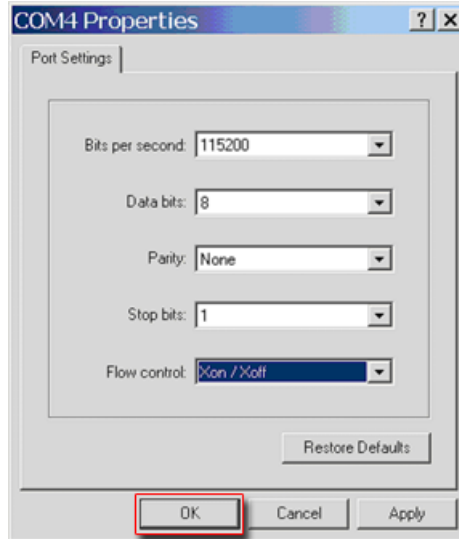 COM4 Properties
Port Settings
Bits per second: 115200
Data bits: 8
Parity: None
Stop bits: 1
Flow control: Xon / Xoff
Restore Defaults
OK Cancel Apply